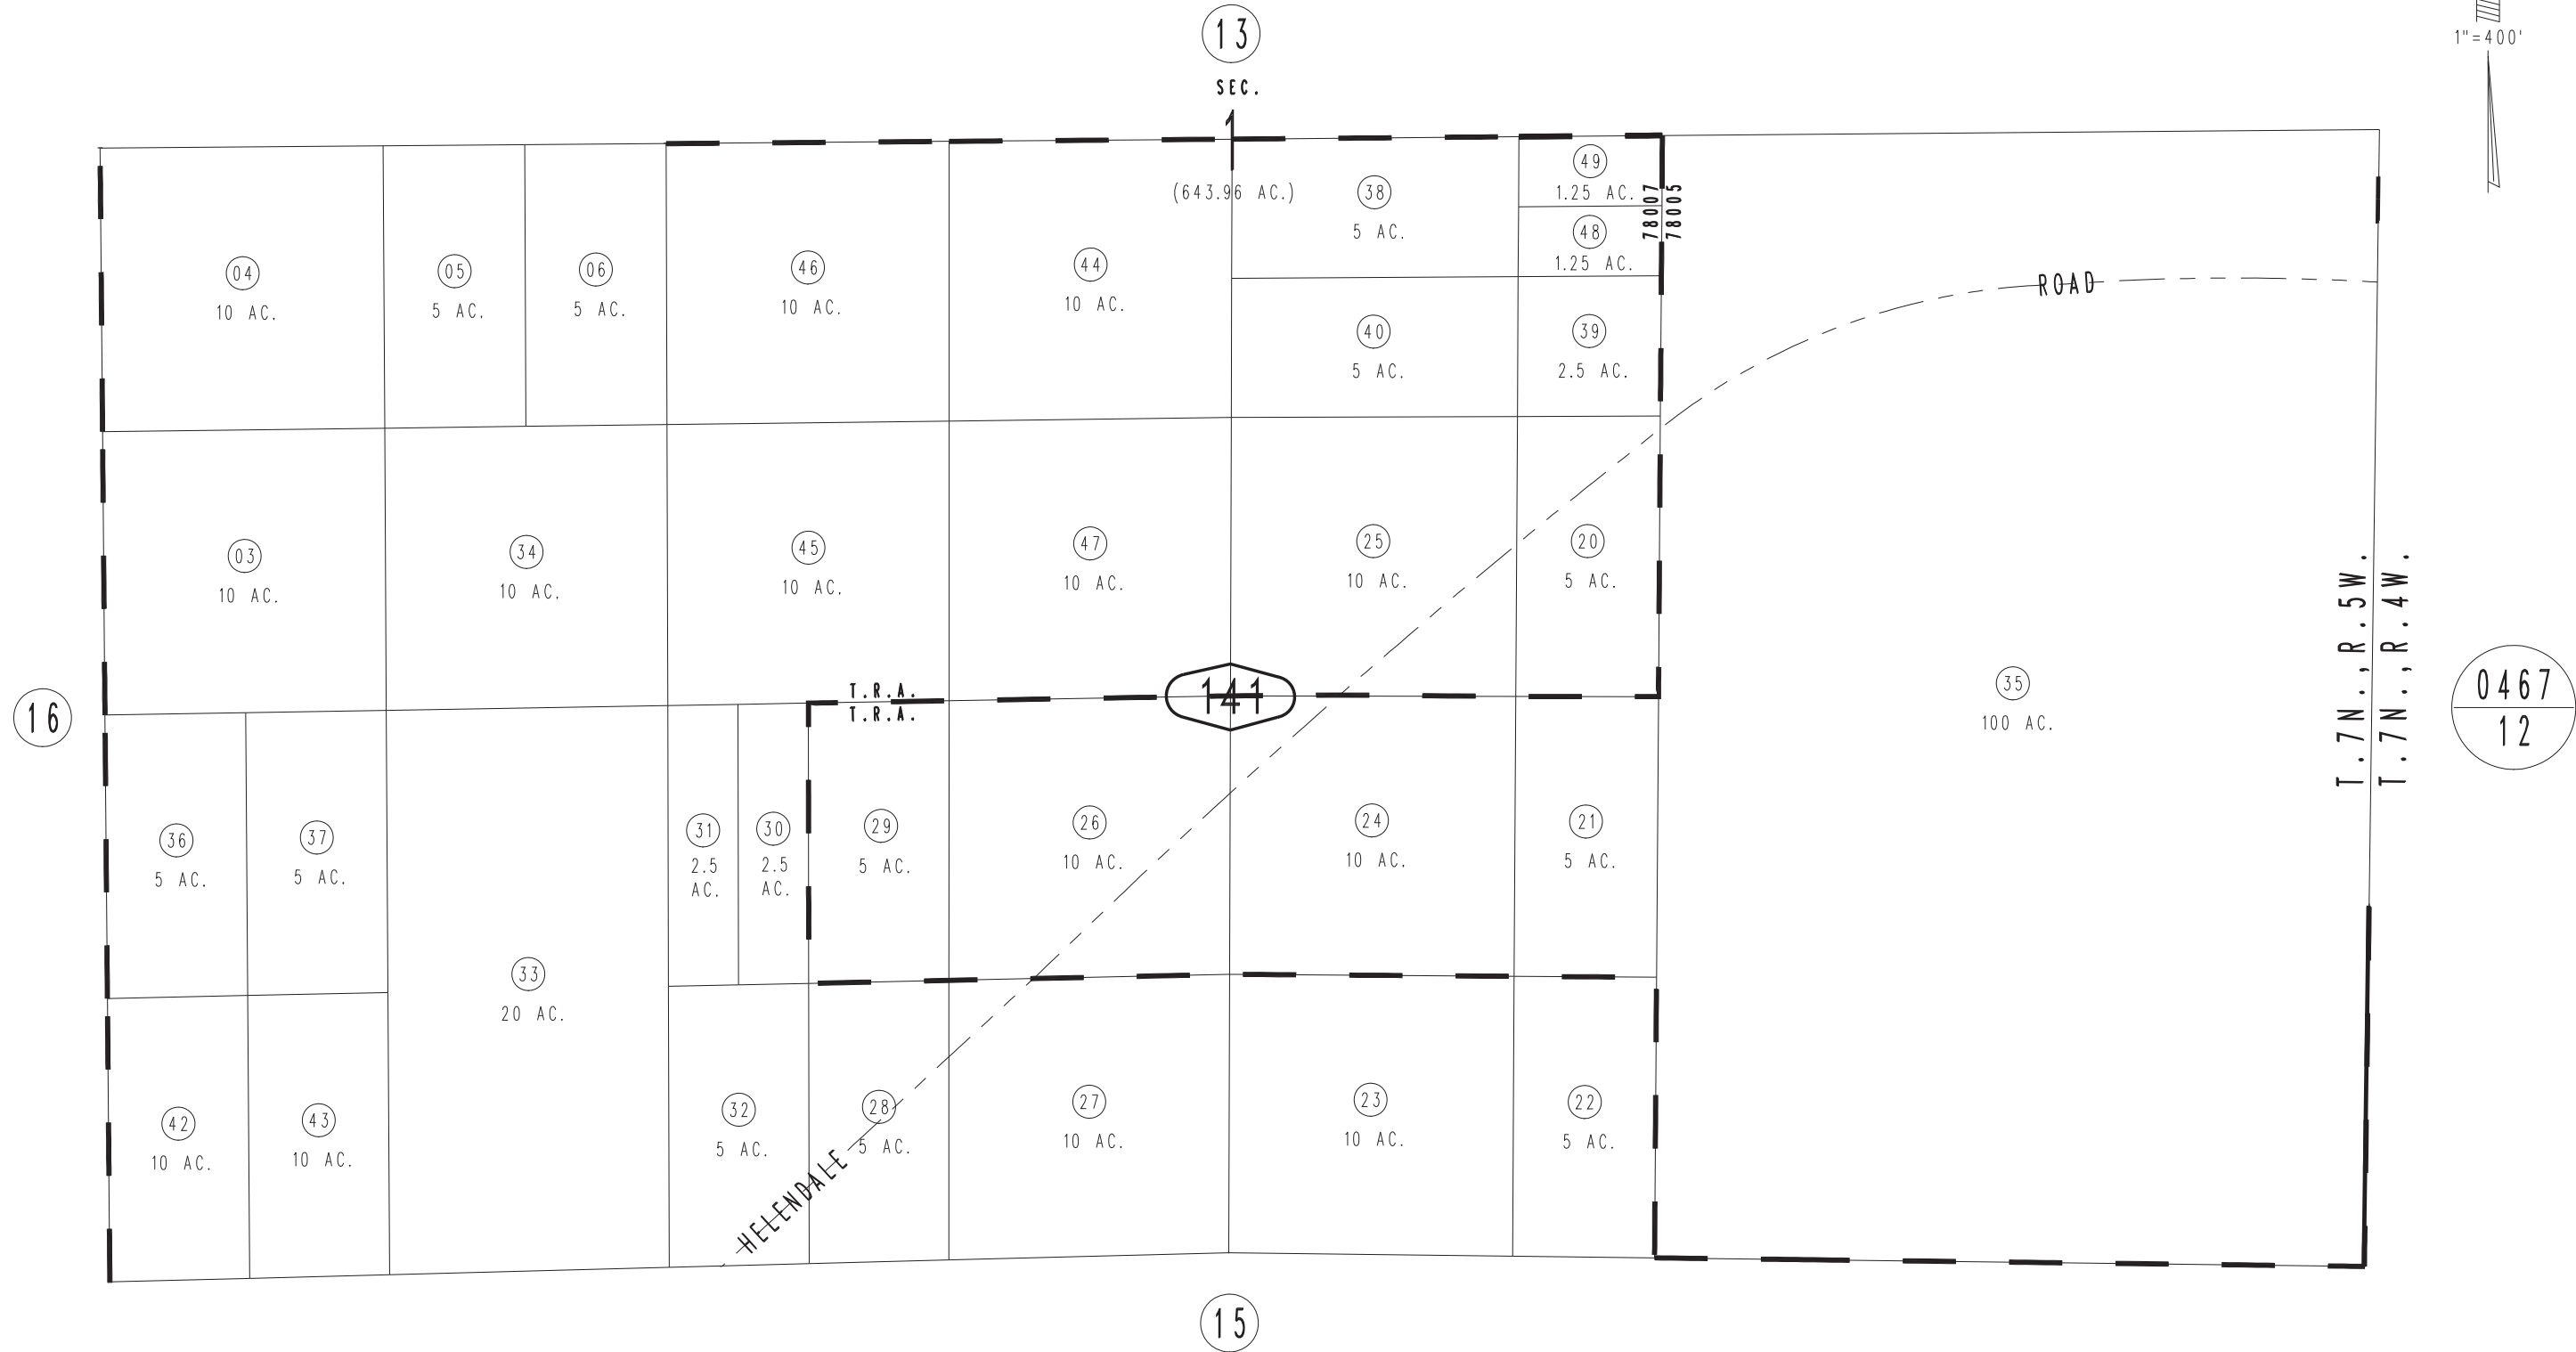 13
SEC.
1
(643.96 AC.)
1"=400'
04
10 AC.
05
5 AC.
06
5 AC.
46
10 AC.
44
10 AC.
38
5 AC.
49
1.25 AC.
48
1.25 AC.
78007
78005
40
5 AC.
39
2.5 AC.
ROAD
03
10 AC.
34
10 AC.
45
10 AC.
47
10 AC.
25
10 AC.
20
5 AC.
T.R.A.
T.R.A.
141
16
35
100 AC.
T.7N.,R.5W.
T.7N.,R.4W.
0467
12
36
5 AC.
37
5 AC.
33
20 AC.
31
2.5
AC.
30
2.5
AC.
29
5 AC.
26
10 AC.
24
10 AC.
21
5 AC.
42
10 AC.
43
10 AC.
32
5 AC.
28
5 AC.
27
10 AC.
23
10 AC.
22
5 AC.
HELENDALE
15